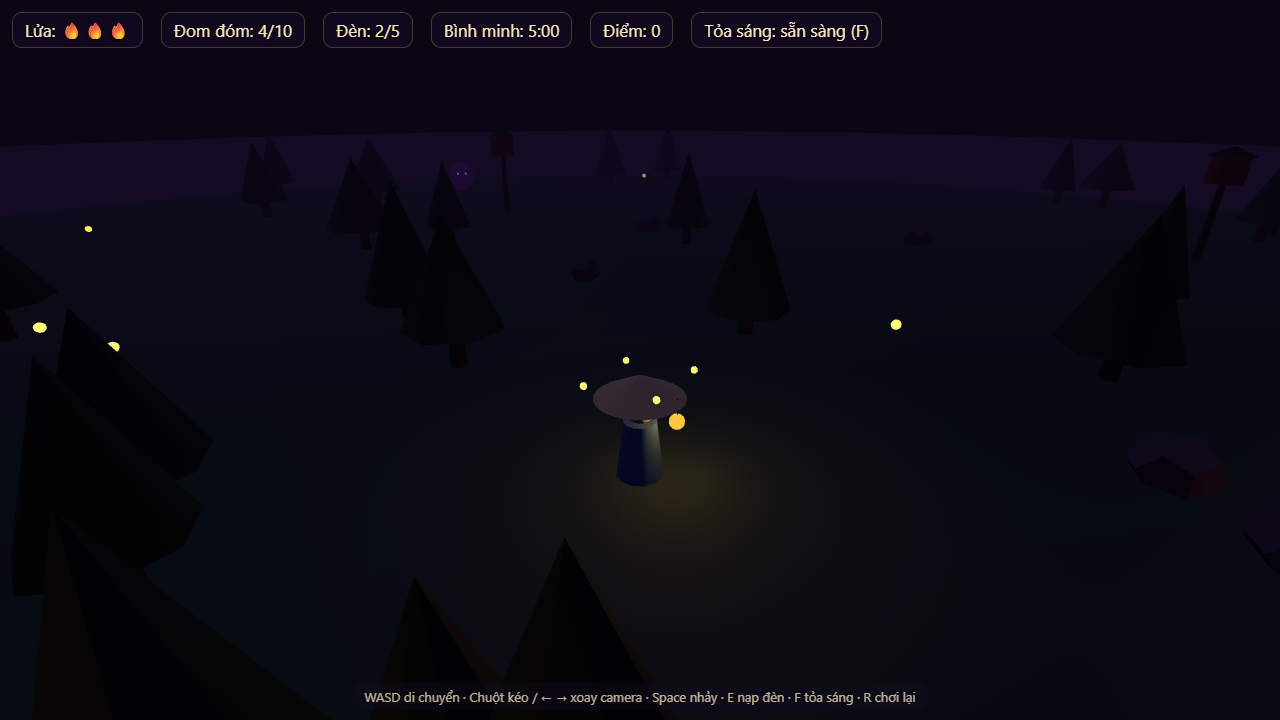 Lửa: 🔥 🔥 🔥
Đom đóm: 4/10
Đèn: 2/5
Bình minh: 5:00
Điểm: 0
Tỏa sáng: sẵn sàng (F)
WASD di chuyển · Chuột kéo / ← → xoay camera · Space nhảy · E nạp đèn · F tỏa sáng · R chơi lại